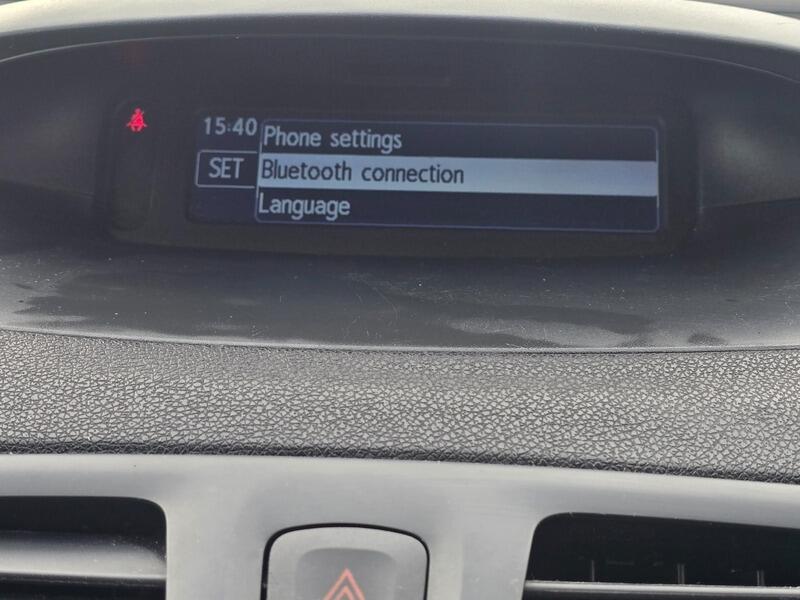 15:40 Phone settings
SET Bluetooth connection
Language